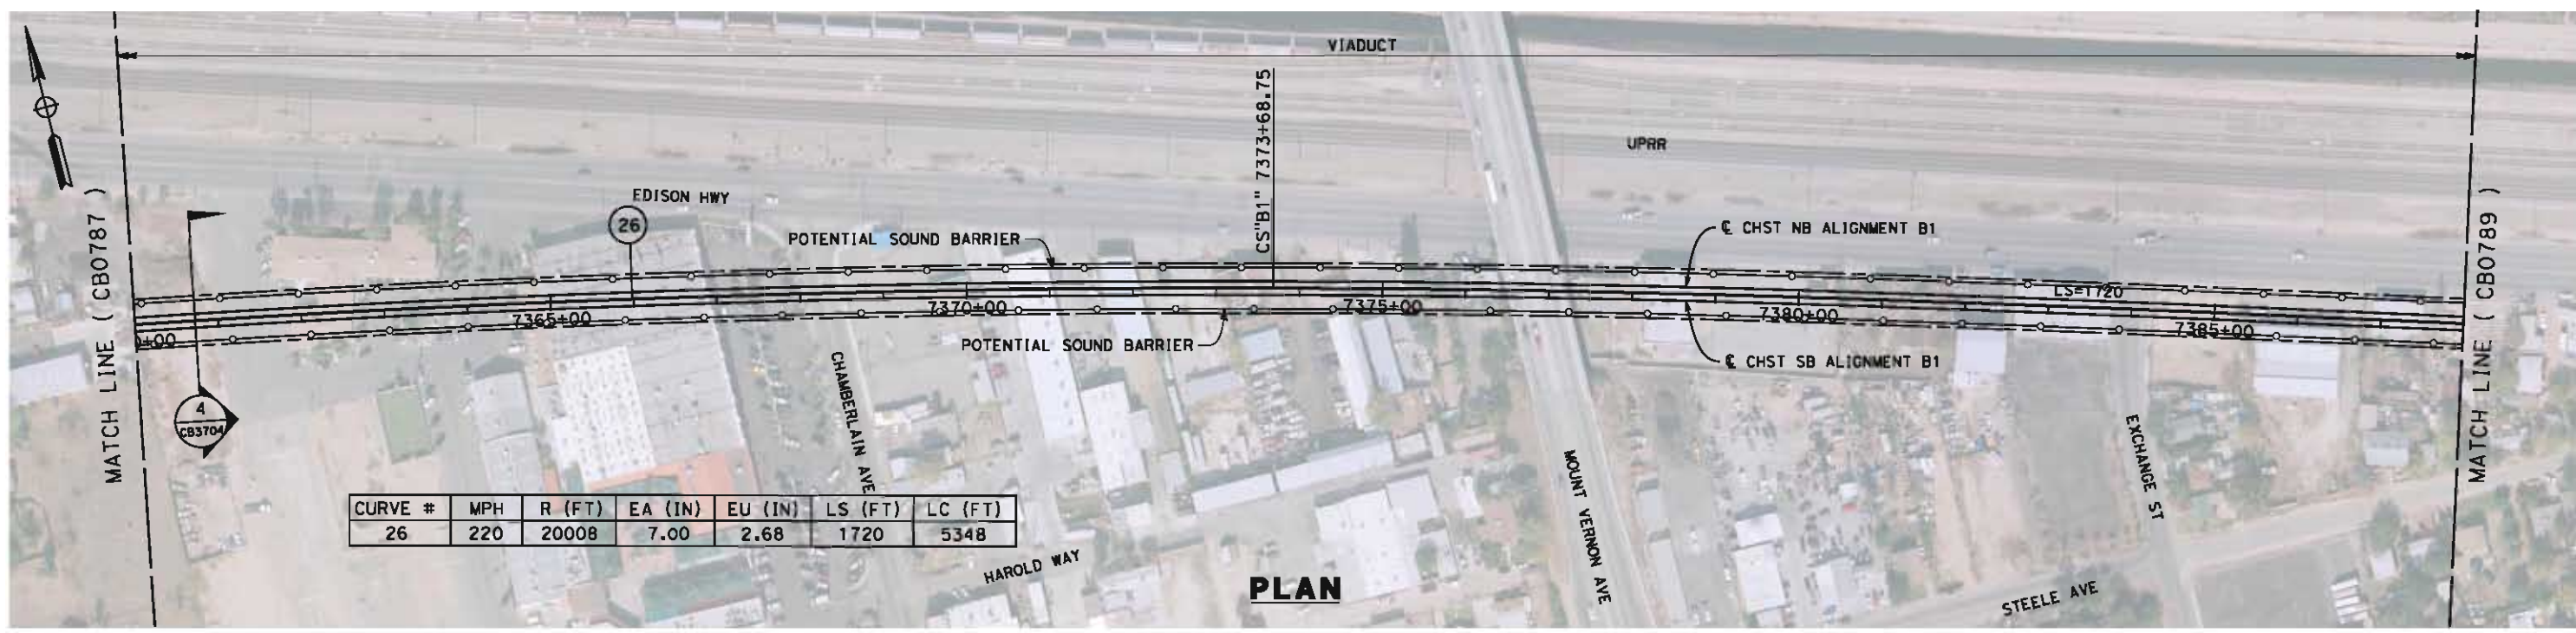 VIADUCT
CS"B1" 7373+68.75
UPRR
MATCH LINE ( CB0787 )
MATCH LINE ( CB0789 )
EDISON HWY
26
POTENTIAL SOUND BARRIER
℄ CHST NB ALIGNMENT B1
LS=1720
7365+00
7370+00
7375+00
7380+00
7385+00
+00
POTENTIAL SOUND BARRIER
℄ CHST SB ALIGNMENT B1
4
CB3704
CHAMBERLAIN AVE
MOUNT VERNON AVE
EXCHANGE ST
CURVE # MPH R (FT) EA (IN) EU (IN) LS (FT) LC (FT)
26 220 20008 7.00 2.68 1720 5348
HAROLD WAY
PLAN
STEELE AVE